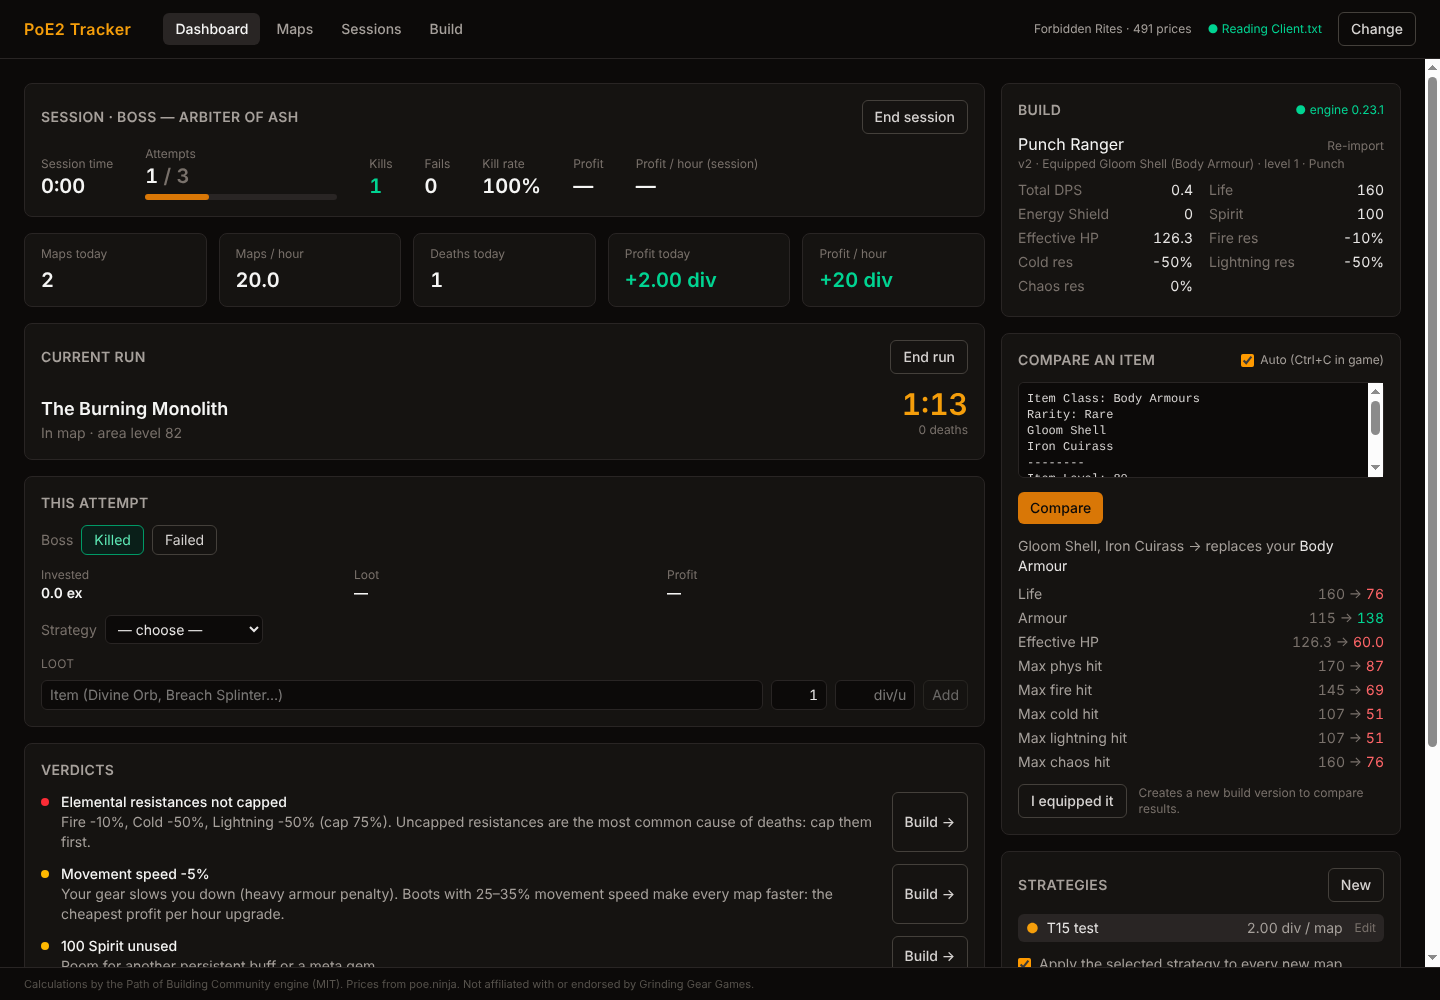 PoE2 Tracker
Dashboard
Maps
Sessions
Build
Forbidden Rites · 491 prices
Reading Client.txt
Change
SESSION · BOSS — ARBITER OF ASH
End session
Session time
0:00
Attempts
1 / 3
Kills
1
Fails
0
Kill rate
100%
Profit
—
Profit / hour (session)
—
Maps today
2
Maps / hour
20.0
Deaths today
1
Profit today
+2.00 div
Profit / hour
+20 div
CURRENT RUN
End run
The Burning Monolith
In map · area level 82
1:13
0 deaths
THIS ATTEMPT
Boss
Killed
Failed
Invested
0.0 ex
Loot
—
Profit
—
Strategy
— choose —
LOOT
Item (Divine Orb, Breach Splinter...)
1
div/u
Add
VERDICTS
Elemental resistances not capped
Fire -10%, Cold -50%, Lightning -50% (cap 75%). Uncapped resistances are the most common cause of deaths: cap them
first.
Build →
Movement speed -5%
Your gear slows you down (heavy armour penalty). Boots with 25–35% movement speed make every map faster: the
cheapest profit per hour upgrade.
Build →
100 Spirit unused
Room for another persistent buff or a meta gem
Build →
BUILD
engine 0.23.1
Punch Ranger
Re-import
v2 · Equipped Gloom Shell (Body Armour) · level 1 · Punch
Total DPS 0.4 Life 160
Energy Shield 0 Spirit 100
Effective HP 126.3 Fire res -10%
Cold res -50% Lightning res -50%
Chaos res 0%
COMPARE AN ITEM
Auto (Ctrl+C in game)
Item Class: Body Armours
Rarity: Rare
Gloom Shell
Iron Cuirass
--------
Item Level: 80
Compare
Gloom Shell, Iron Cuirass → replaces your Body
Armour
Life 160 → 76
Armour 115 → 138
Effective HP 126.3 → 60.0
Max phys hit 170 → 87
Max fire hit 145 → 69
Max cold hit 107 → 51
Max lightning hit 107 → 51
Max chaos hit 160 → 76
I equipped it
Creates a new build version to compare
results.
STRATEGIES
New
T15 test
2.00 div / map
Edit
Apply the selected strategy to every new map
Calculations by the Path of Building Community engine (MIT). Prices from poe.ninja. Not affiliated with or endorsed by Grinding Gear Games.